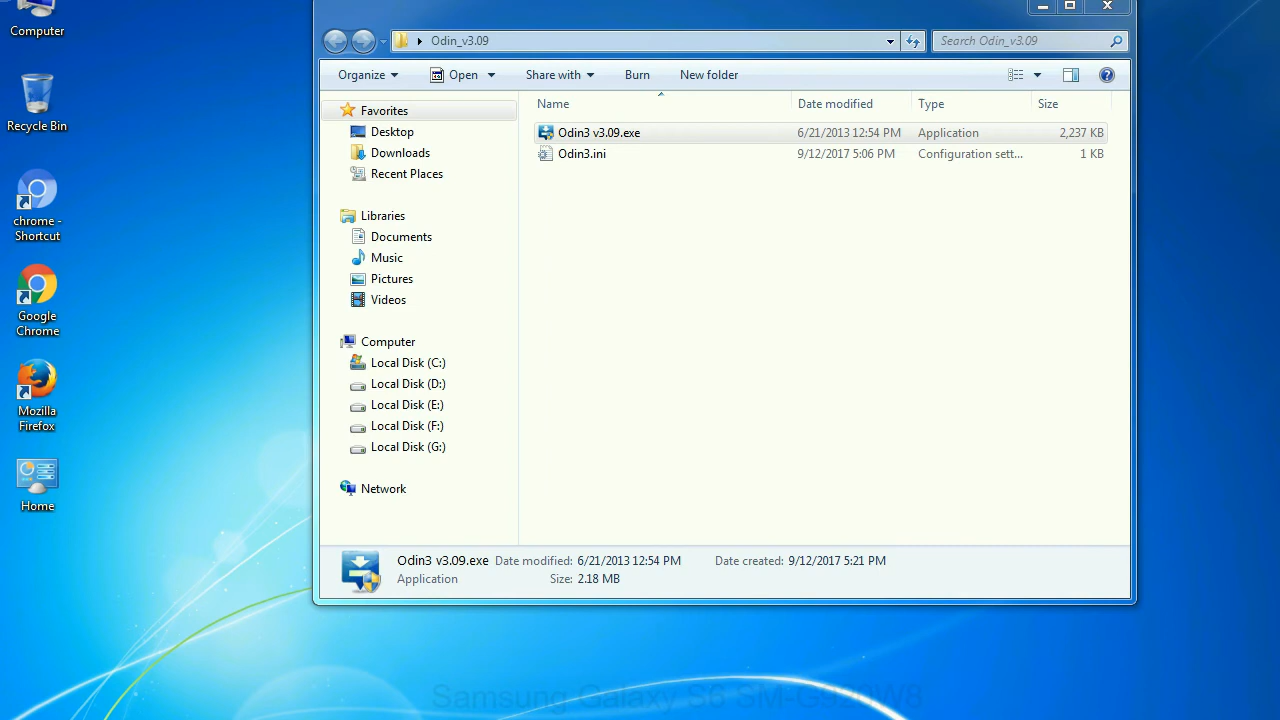 Computer
Recycle Bin
chrome -
Shortcut
Google
Chrome
Mozilla
Firefox
Home
Odin_v3.09
Search Odin_v3.09
Organize Open Share with Burn New folder
Name Date modified Type Size
Odin3 v3.09.exe 6/21/2013 12:54 PM Application 2,237 KB
Odin3.ini 9/12/2017 5:06 PM Configuration sett... 1 KB
Favorites
Desktop
Downloads
Recent Places
Libraries
Documents
Music
Pictures
Videos
Computer
Local Disk (C:)
Local Disk (D:)
Local Disk (E:)
Local Disk (F:)
Local Disk (G:)
Network
Odin3 v3.09.exe Date modified: 6/21/2013 12:54 PM Date created: 9/12/2017 5:21 PM
Application Size: 2.18 MB
Samsung Galaxy S6 SM-G920W8